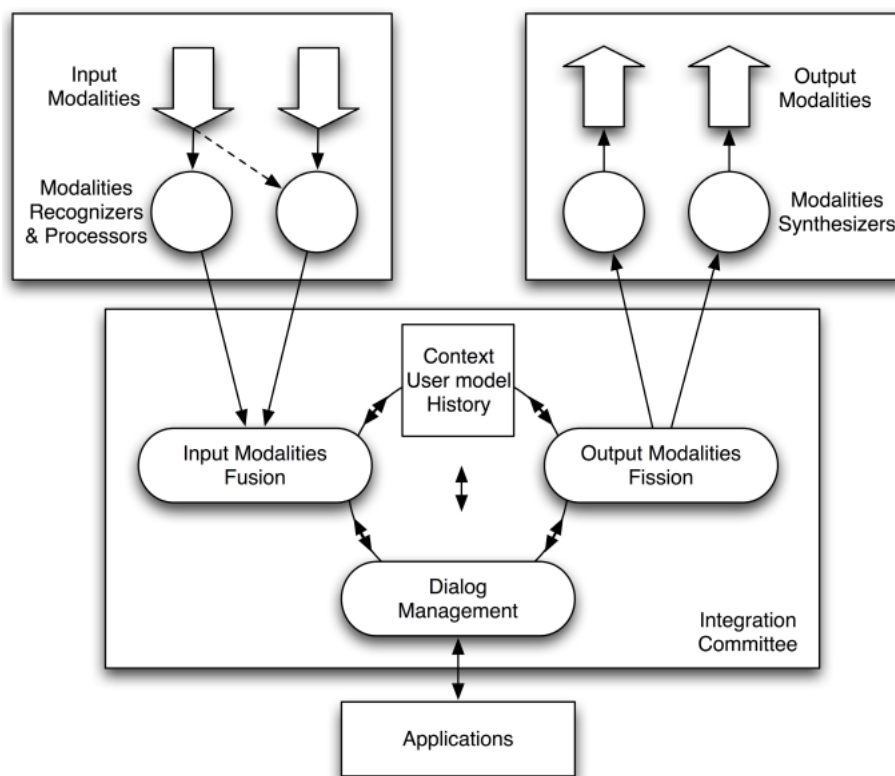 Input
Modalities
Modalities
Recognizers
& Processors
Output
Modalities
Modalities
Synthesizers
Context
User model
History
Input Modalities
Fusion
Output Modalities
Fission
Dialog
Management
Integration
Committee
Applications